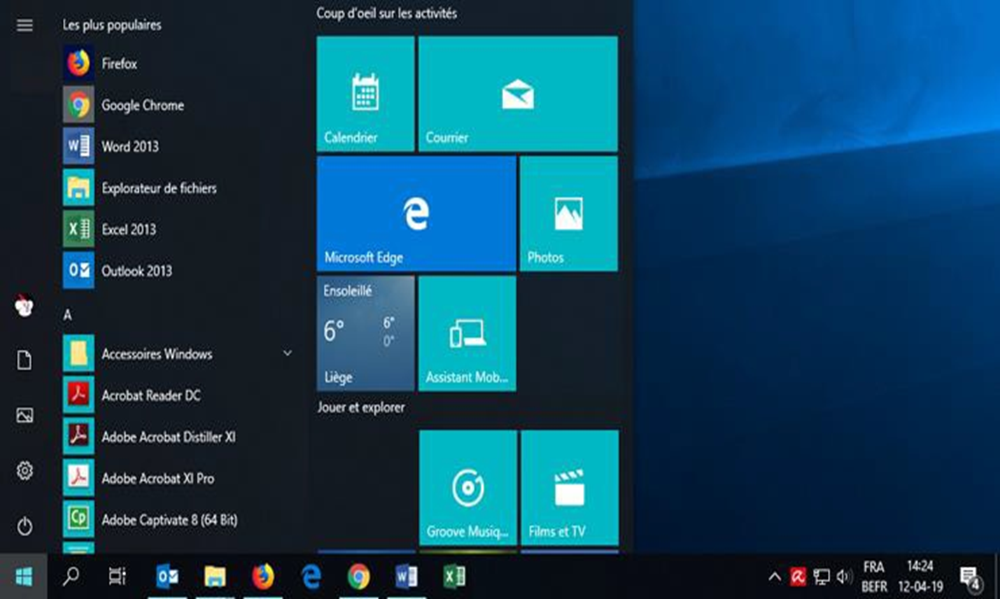 Les plus populaires
Firefox
Google Chrome
Word 2013
Explorateur de fichiers
Excel 2013
Outlook 2013
A
Accessoires Windows
Acrobat Reader DC
Adobe Acrobat Distiller XI
Adobe Acrobat XI Pro
Adobe Captivate 8 (64 Bit)
Coup d'oeil sur les activités
Calendrier
Courrier
Microsoft Edge
Photos
Ensoleillé
6° 6°
0°
Liège
Assistant Mob...
Jouer et explorer
Groove Musiq...
Films et TV
FRA 14:24
BEFR 12-04-19
4